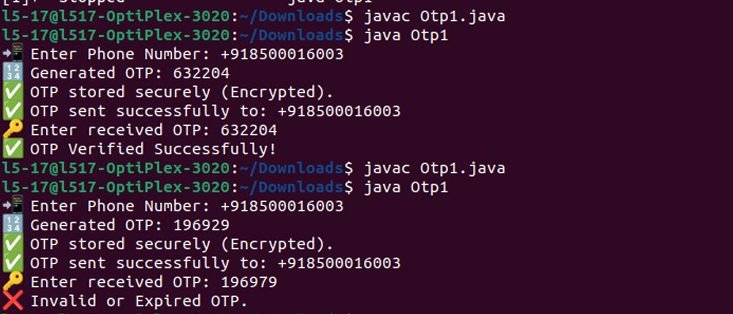 l5-17@l517-OptiPlex-3020:~/Downloads$ javac Otp1.java
l5-17@l517-OptiPlex-3020:~/Downloads$ java Otp1
📲 Enter Phone Number: +918500016003
🔢 Generated OTP: 632204
✅ OTP stored securely (Encrypted).
✅ OTP sent successfully to: +918500016003
🔑 Enter received OTP: 632204
✅ OTP Verified Successfully!
l5-17@l517-OptiPlex-3020:~/Downloads$ javac Otp1.java
l5-17@l517-OptiPlex-3020:~/Downloads$ java Otp1
📲 Enter Phone Number: +918500016003
🔢 Generated OTP: 196929
✅ OTP stored securely (Encrypted).
✅ OTP sent successfully to: +918500016003
🔑 Enter received OTP: 196979
❌ Invalid or Expired OTP.